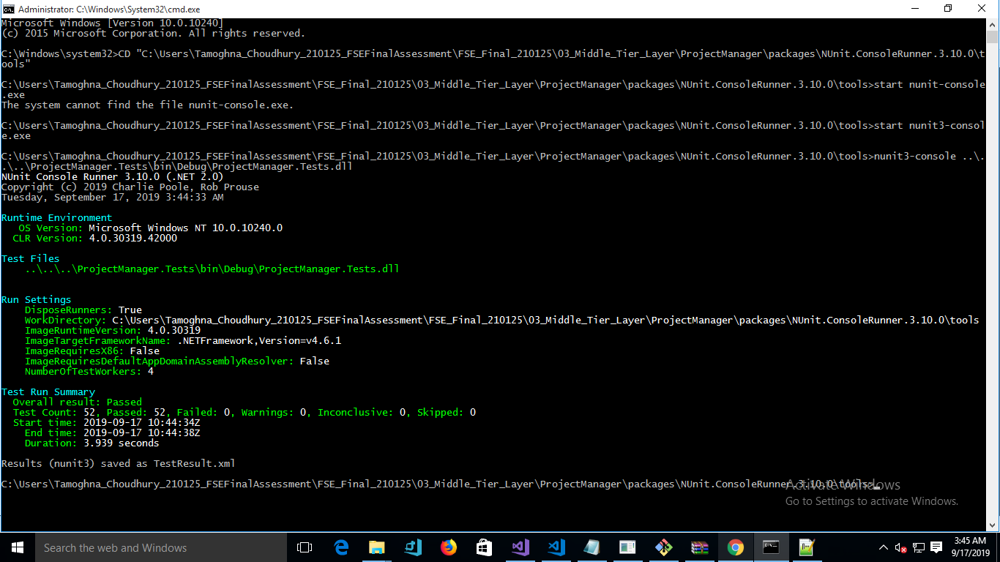 Administrator: C:\Windows\System32\cmd.exe
Microsoft Windows [Version 10.0.10240]
(c) 2015 Microsoft Corporation. All rights reserved.
C:\Windows\system32>CD "C:\Users\Tamoghna_Choudhury_210125_FSEFinalAssessment\FSE_Final_210125\03_Middle_Tier_Layer\ProjectManager\packages\NUnit.ConsoleRunner.3.10.0\t
ools"
C:\Users\Tamoghna_Choudhury_210125_FSEFinalAssessment\FSE_Final_210125\03_Middle_Tier_Layer\ProjectManager\packages\NUnit.ConsoleRunner.3.10.0\tools>start nunit-console
.exe
The system cannot find the file nunit-console.exe.
C:\Users\Tamoghna_Choudhury_210125_FSEFinalAssessment\FSE_Final_210125\03_Middle_Tier_Layer\ProjectManager\packages\NUnit.ConsoleRunner.3.10.0\tools>start nunit3-consol
e.exe
C:\Users\Tamoghna_Choudhury_210125_FSEFinalAssessment\FSE_Final_210125\03_Middle_Tier_Layer\ProjectManager\packages\NUnit.ConsoleRunner.3.10.0\tools>nunit3-console ..\.
.\..\ProjectManager.Tests\bin\Debug\ProjectManager.Tests.dll
NUnit Console Runner 3.10.0 (.NET 2.0)
Copyright (c) 2019 Charlie Poole, Rob Prouse
Tuesday, September 17, 2019 3:44:33 AM
Runtime Environment
OS Version: Microsoft Windows NT 10.0.10240.0
CLR Version: 4.0.30319.42000
Test Files
..\..\..\ProjectManager.Tests\bin\Debug\ProjectManager.Tests.dll
Run Settings
DisposeRunners: True
WorkDirectory: C:\Users\Tamoghna_Choudhury_210125_FSEFinalAssessment\FSE_Final_210125\03_Middle_Tier_Layer\ProjectManager\packages\NUnit.ConsoleRunner.3.10.0\tools
ImageRuntimeVersion: 4.0.30319
ImageTargetFrameworkName: .NETFramework,Version=v4.6.1
ImageRequiresX86: False
ImageRequiresDefaultAppDomainAssemblyResolver: False
NumberOfTestWorkers: 4
Test Run Summary
Overall result: Passed
Test Count: 52, Passed: 52, Failed: 0, Warnings: 0, Inconclusive: 0, Skipped: 0
Start time: 2019-09-17 10:44:34Z
End time: 2019-09-17 10:44:38Z
Duration: 3.939 seconds
Results (nunit3) saved as TestResult.xml
C:\Users\Tamoghna_Choudhury_210125_FSEFinalAssessment\FSE_Final_210125\03_Middle_Tier_Layer\ProjectManager\packages\NUnit.ConsoleRunner.3.10.0\tools>
Activate Windows
Go to Settings to activate Windows.
Search the web and Windows
3:45 AM
9/17/2019